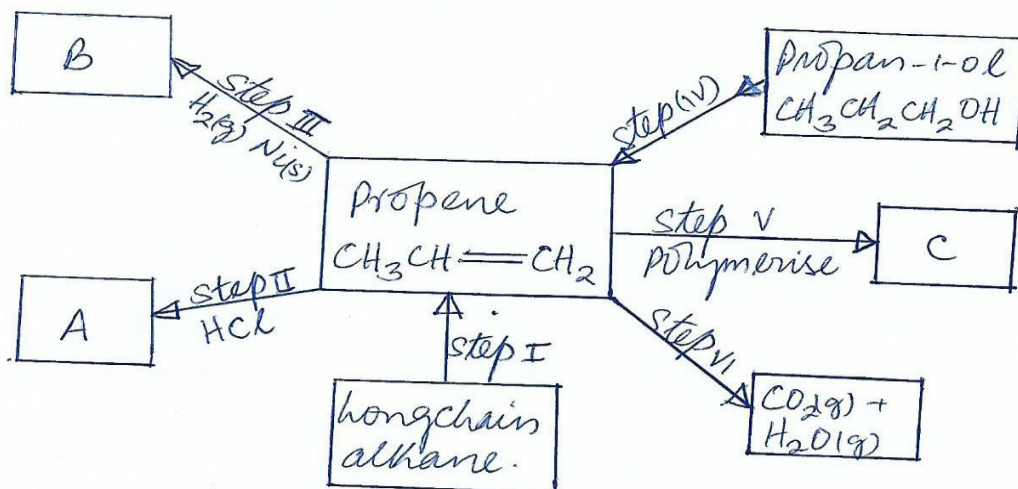 B
step III
H2(g) Ni(s)
Propan-1-ol
CH3CH2CH2OH
step (IV)
Propene
CH3CH=CH2
step V
polymerise
C
step II
HCl
A
step I
Longchain
alkane.
step VI
CO2(g) +
H2O(g)